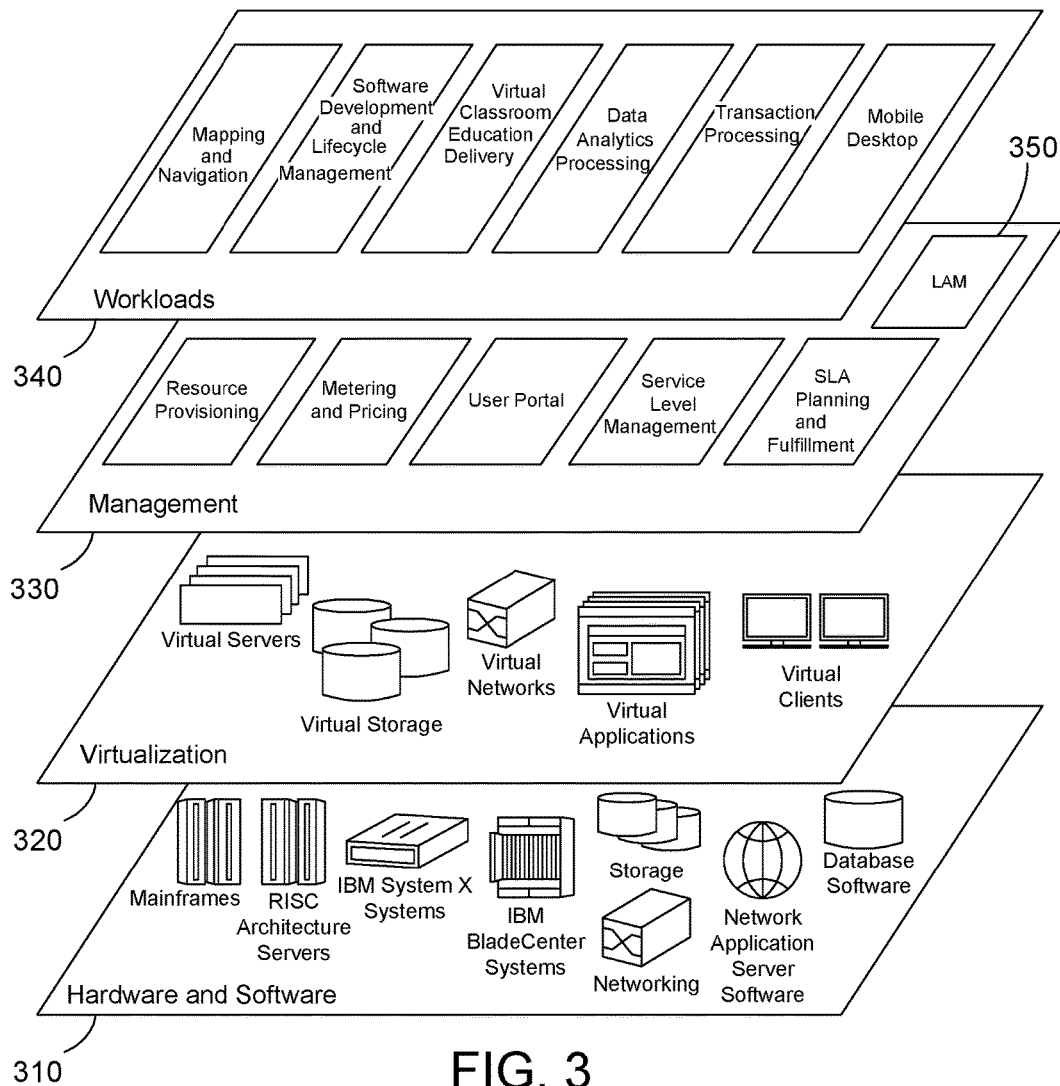 Mapping
and
Navigation
Software
Development
and
Lifecycle
Management
Virtual
Classroom
Education
Delivery
Data
Analytics
Processing
Transaction
Processing
Mobile
Desktop
350
LAM
Workloads
340
Resource
Provisioning
Metering
and Pricing
User Portal
Service
Level
Management
SLA
Planning
and
Fulfillment
Management
330
Virtual Servers
Virtual Storage
Virtual
Networks
Virtual
Applications
Virtual
Clients
Virtualization
320
Mainframes
RISC
Architecture
Servers
IBM System X
Systems
IBM
BladeCenter
Systems
Storage
Networking
Network
Application
Server
Software
Database
Software
Hardware and Software
310
FIG. 3